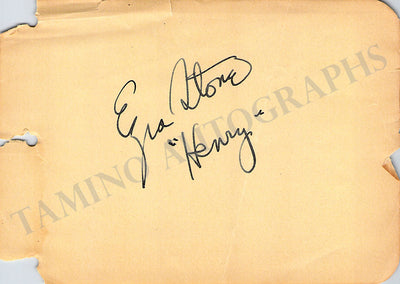 Ezra Stone
"Henry"
TAMINO AUTOGRAPHS